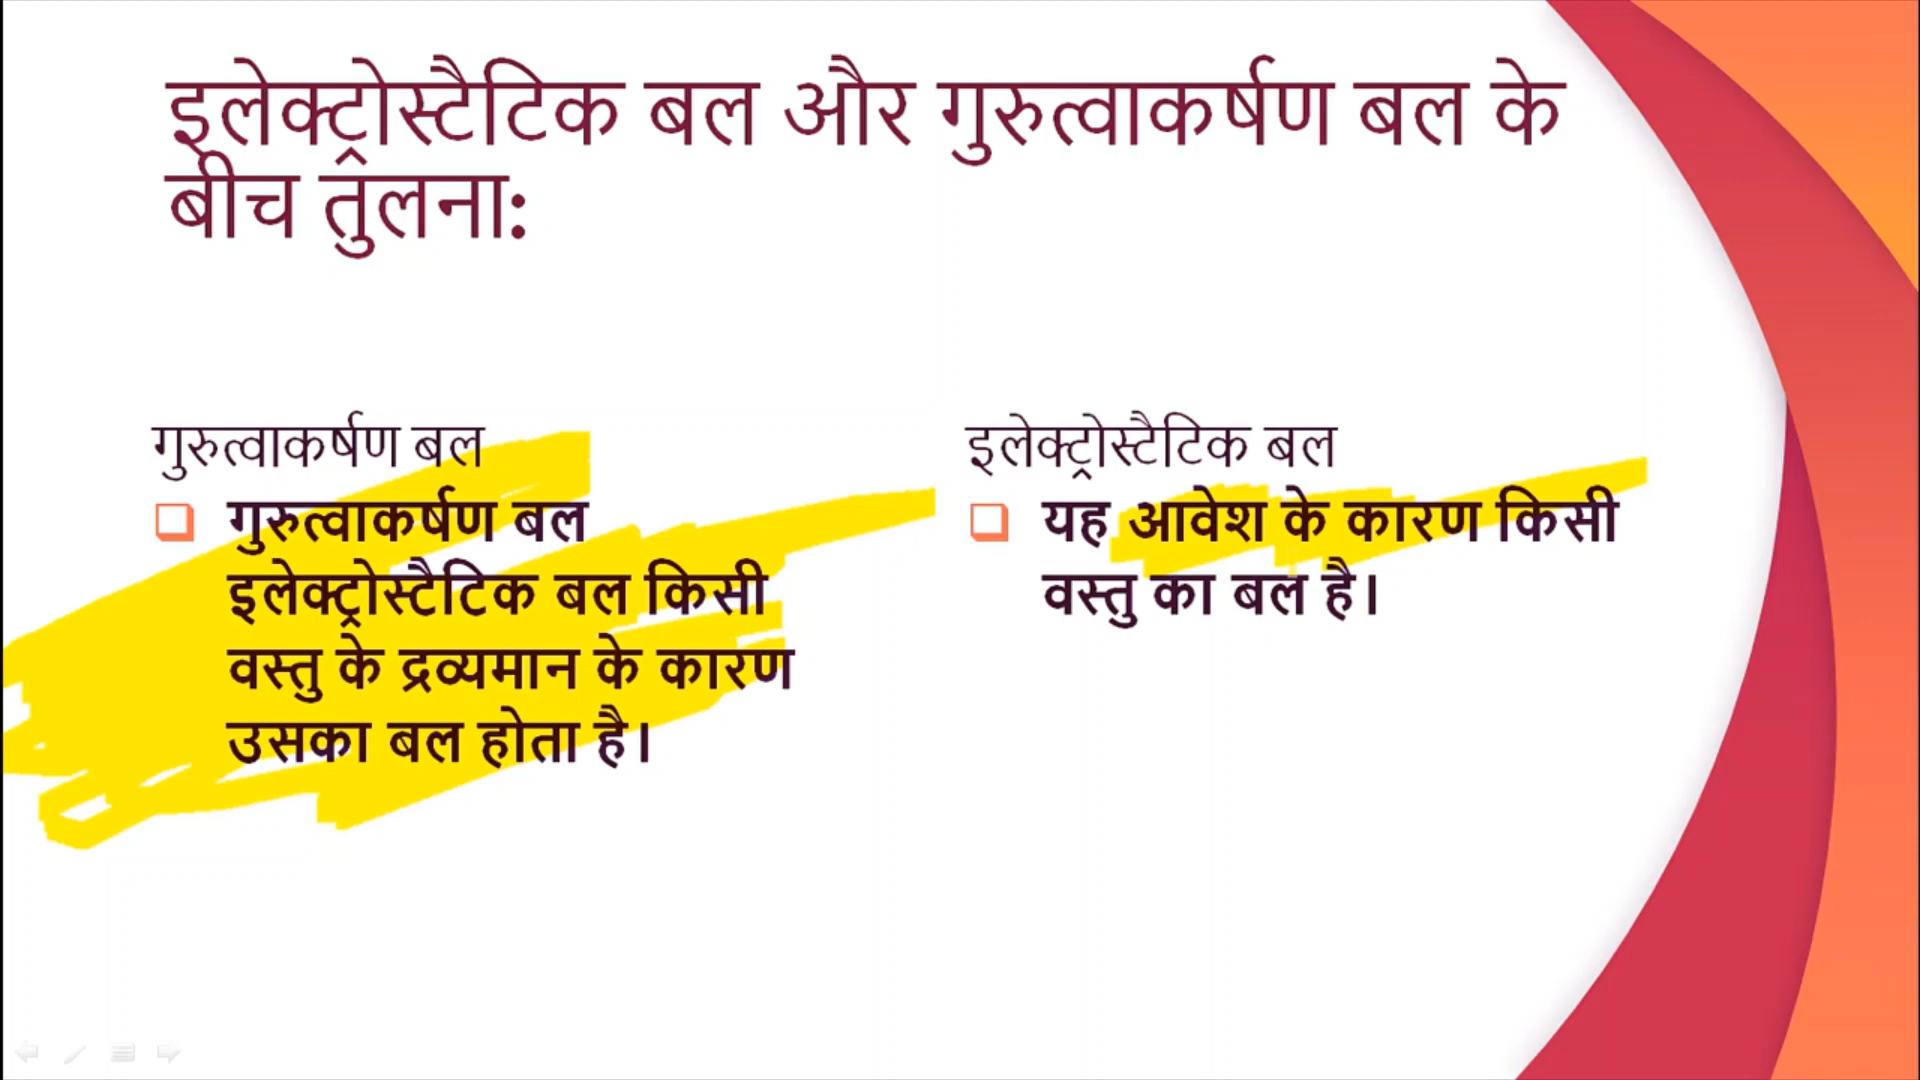 इलेक्ट्रोस्टैटिक बल और गुरुत्वाकर्षण बल के
बीच तुलना:
गुरुत्वाकर्षण बल
गुरुत्वाकर्षण बल
इलेक्ट्रोस्टैटिक बल किसी
वस्तु के द्रव्यमान के कारण
उसका बल होता है।
इलेक्ट्रोस्टैटिक बल
यह आवेश के कारण किसी
वस्तु का बल है।